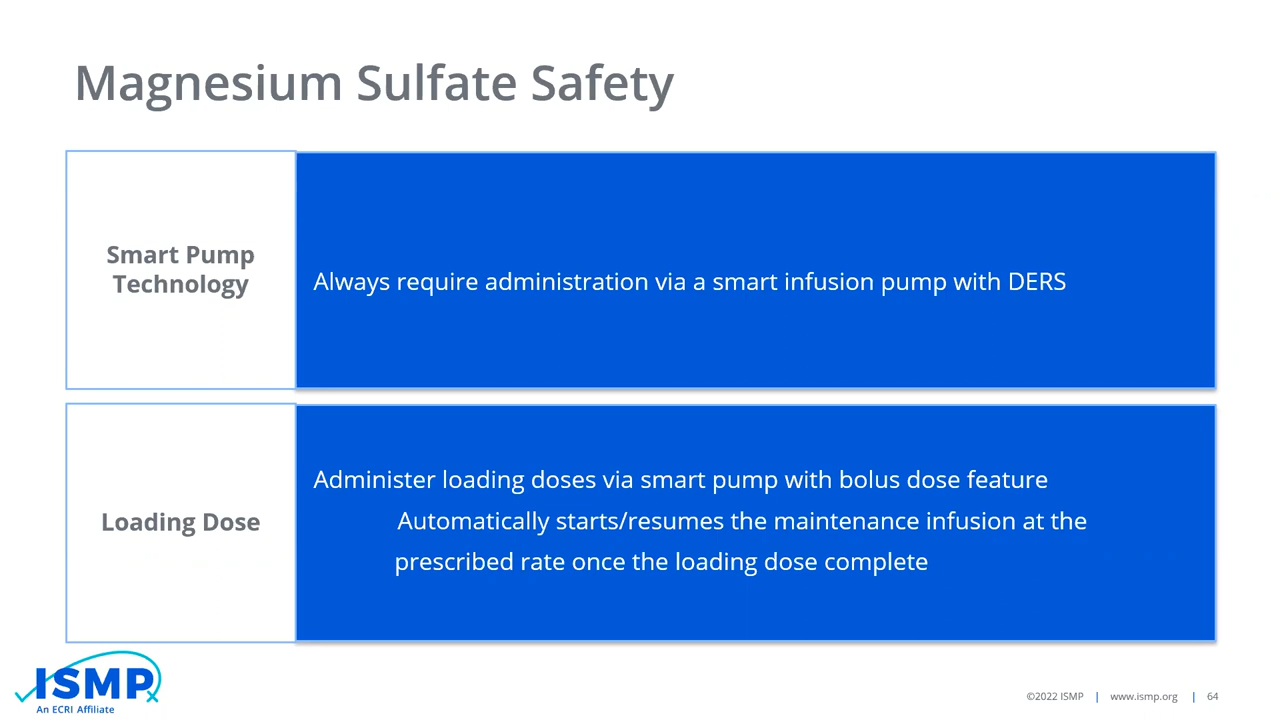 Magnesium Sulfate Safety
Smart Pump
Technology
Always require administration via a smart infusion pump with DERS
Loading Dose
Administer loading doses via smart pump with bolus dose feature
Automatically starts/resumes the maintenance infusion at the
prescribed rate once the loading dose complete
ISMP
An ECRI Affiliate
©2022 ISMP | www.ismp.org | 64